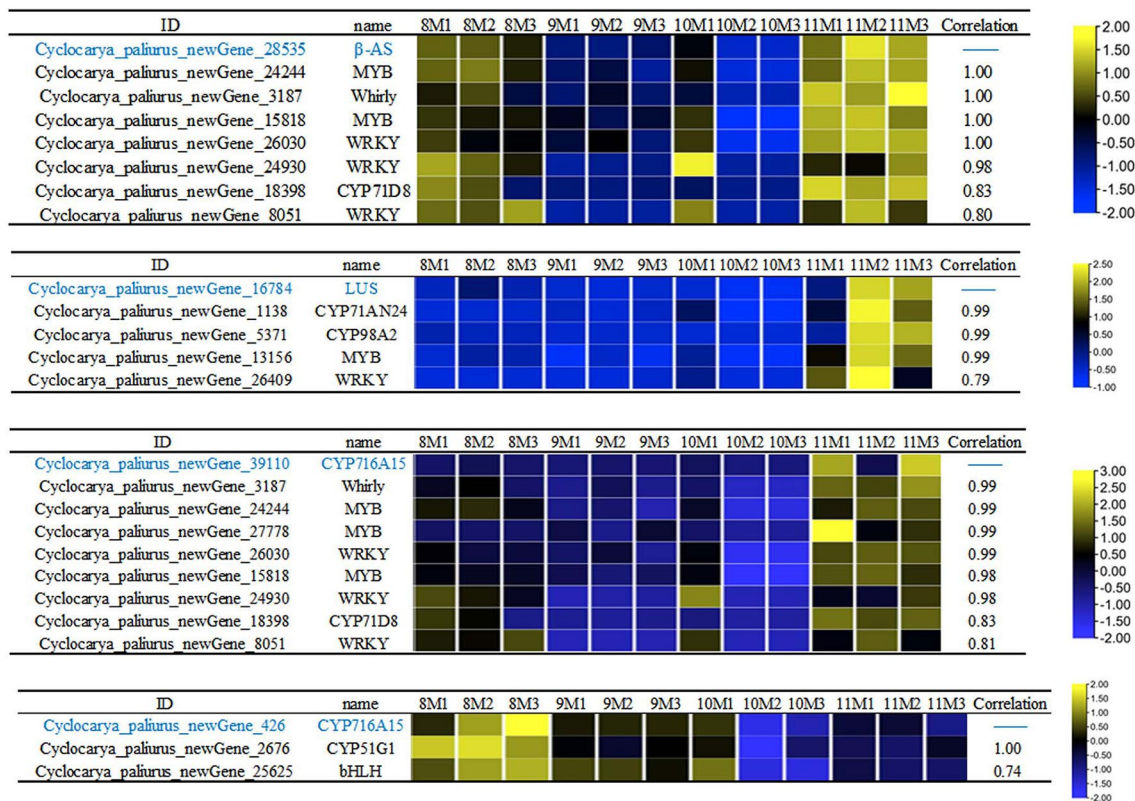 ID name 8M1 8M2 8M3 9M1 9M2 9M3 10M1 10M2 10M3 11M1 11M2 11M3 Correlation
Cyclocarya_paliurus_newGene_28535 β-AS ——
Cyclocarya_paliurus_newGene_24244 MYB 1.00
Cyclocarya_paliurus_newGene_3187 Whirly 1.00
Cyclocarya_paliurus_newGene_15818 MYB 1.00
Cyclocarya_paliurus_newGene_26030 WRKY 1.00
Cyclocarya_paliurus_newGene_24930 WRKY 0.98
Cyclocarya_paliurus_newGene_18398 CYP71D8 0.83
Cyclocarya_paliurus_newGene_8051 WRKY 0.80
2.00
1.50
1.00
0.50
0.00
-0.50
-1.00
-1.50
-2.00
ID name 8M1 8M2 8M3 9M1 9M2 9M3 10M1 10M2 10M3 11M1 11M2 11M3 Correlation
Cyclocarya_paliurus_newGene_16784 LUS ——
Cyclocarya_paliurus_newGene_1138 CYP71AN24 0.99
Cyclocarya_paliurus_newGene_5371 CYP98A2 0.99
Cyclocarya_paliurus_newGene_13156 MYB 0.99
Cyclocarya_paliurus_newGene_26409 WRKY 0.79
2.50
2.00
1.50
1.00
0.50
0.00
-0.50
-1.00
ID name 8M1 8M2 8M3 9M1 9M2 9M3 10M1 10M2 10M3 11M1 11M2 11M3 Correlation
Cyclocarya_paliurus_newGene_39110 CYP716A15 ——
Cyclocarya_paliurus_newGene_3187 Whirly 0.99
Cyclocarya_paliurus_newGene_24244 MYB 0.99
Cyclocarya_paliurus_newGene_27778 MYB 0.99
Cyclocarya_paliurus_newGene_26030 WRKY 0.99
Cyclocarya_paliurus_newGene_15818 MYB 0.98
Cyclocarya_paliurus_newGene_24930 WRKY 0.98
Cyclocarya_paliurus_newGene_18398 CYP71D8 0.83
Cyclocarya_paliurus_newGene_8051 WRKY 0.81
3.00
2.50
2.00
1.50
1.00
0.50
0.00
-0.50
-1.00
-1.50
-2.00
ID name 8M1 8M2 8M3 9M1 9M2 9M3 10M1 10M2 10M3 11M1 11M2 11M3 Correlation
Cyclocarya_paliurus_newGene_426 CYP716A15 ——
Cyclocarya_paliurus_newGene_2676 CYP51G1 1.00
Cyclocarya_paliurus_newGene_25625 bHLH 0.74
2.00
1.50
1.00
0.50
0.00
-0.50
-1.00
-1.50
-2.00